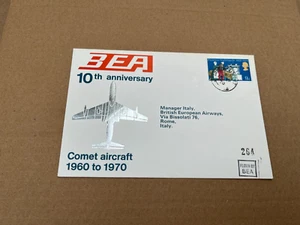 BEA
10th anniversary
Manager Italy.
British European Airways,
Via Bissolati 76,
Rome,
Italy.
Comet aircraft
1960 to 1970
264
BEA